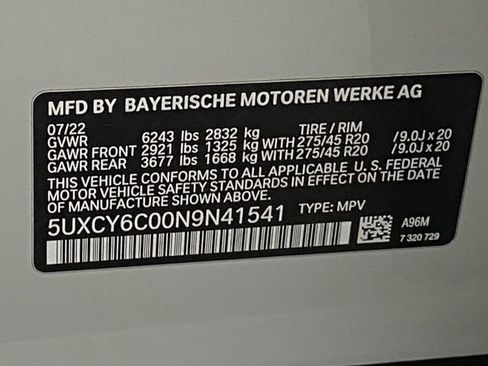 MFD BY BAYERISCHE MOTOREN WERKE AG
07/22
GVWR 6243 lbs 2832 kg TIRE / RIM
GAWR FRONT 2921 lbs 1325 kg WITH 275/45 R20 / 9.0J x 20
GAWR REAR 3677 lbs 1668 kg WITH 275/45 R20 / 9.0J x 20
THIS VEHICLE CONFORMS TO ALL APPLICABLE U. S. FEDERAL
MOTOR VEHICLE SAFETY STANDARDS IN EFFECT ON THE DATE
OF MANUFACTURE SHOWN ABOVE.
5UXCY6C00N9N41541 TYPE: MPV
A96M
7 320 729